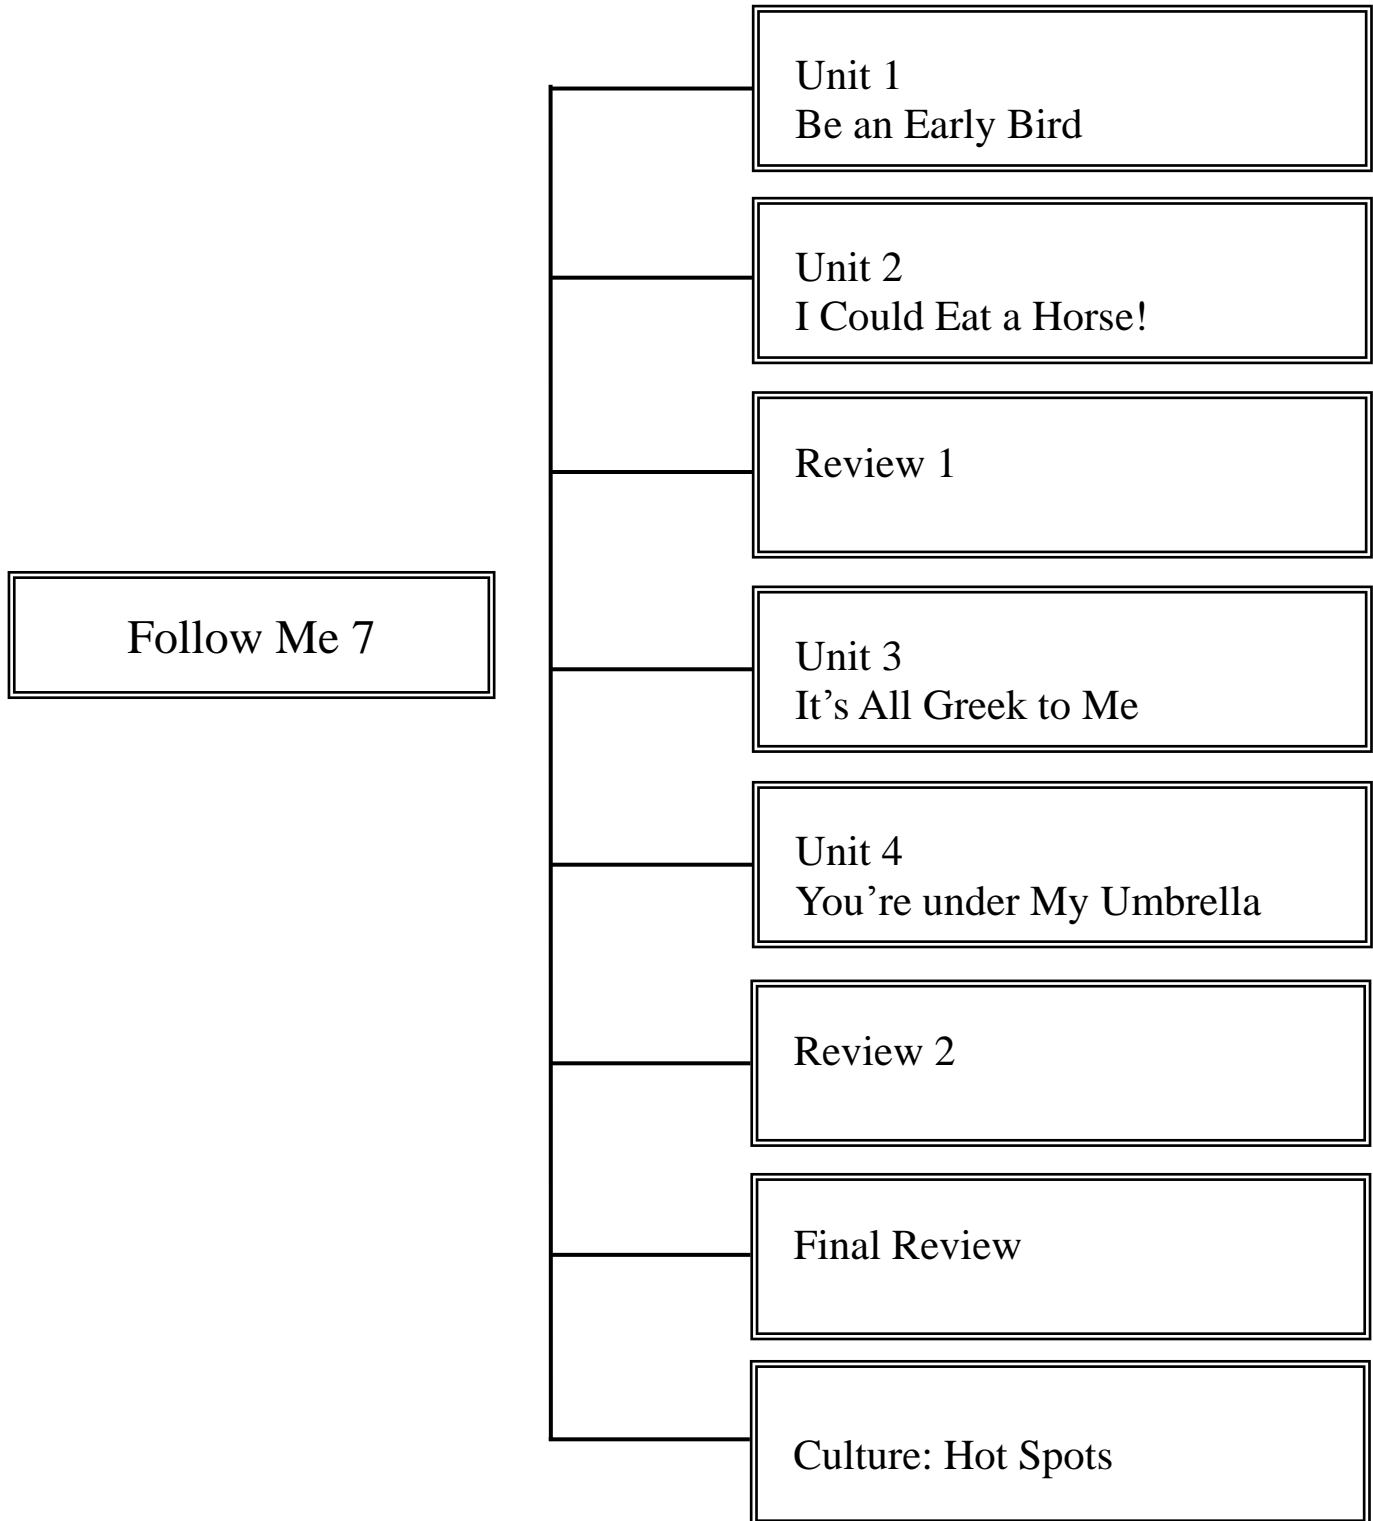 Follow Me 7
Unit 1
Be an Early Bird
Unit 2
I Could Eat a Horse!
Review 1
Unit 3
It’s All Greek to Me
Unit 4
You’re under My Umbrella
Review 2
Final Review
Culture: Hot Spots